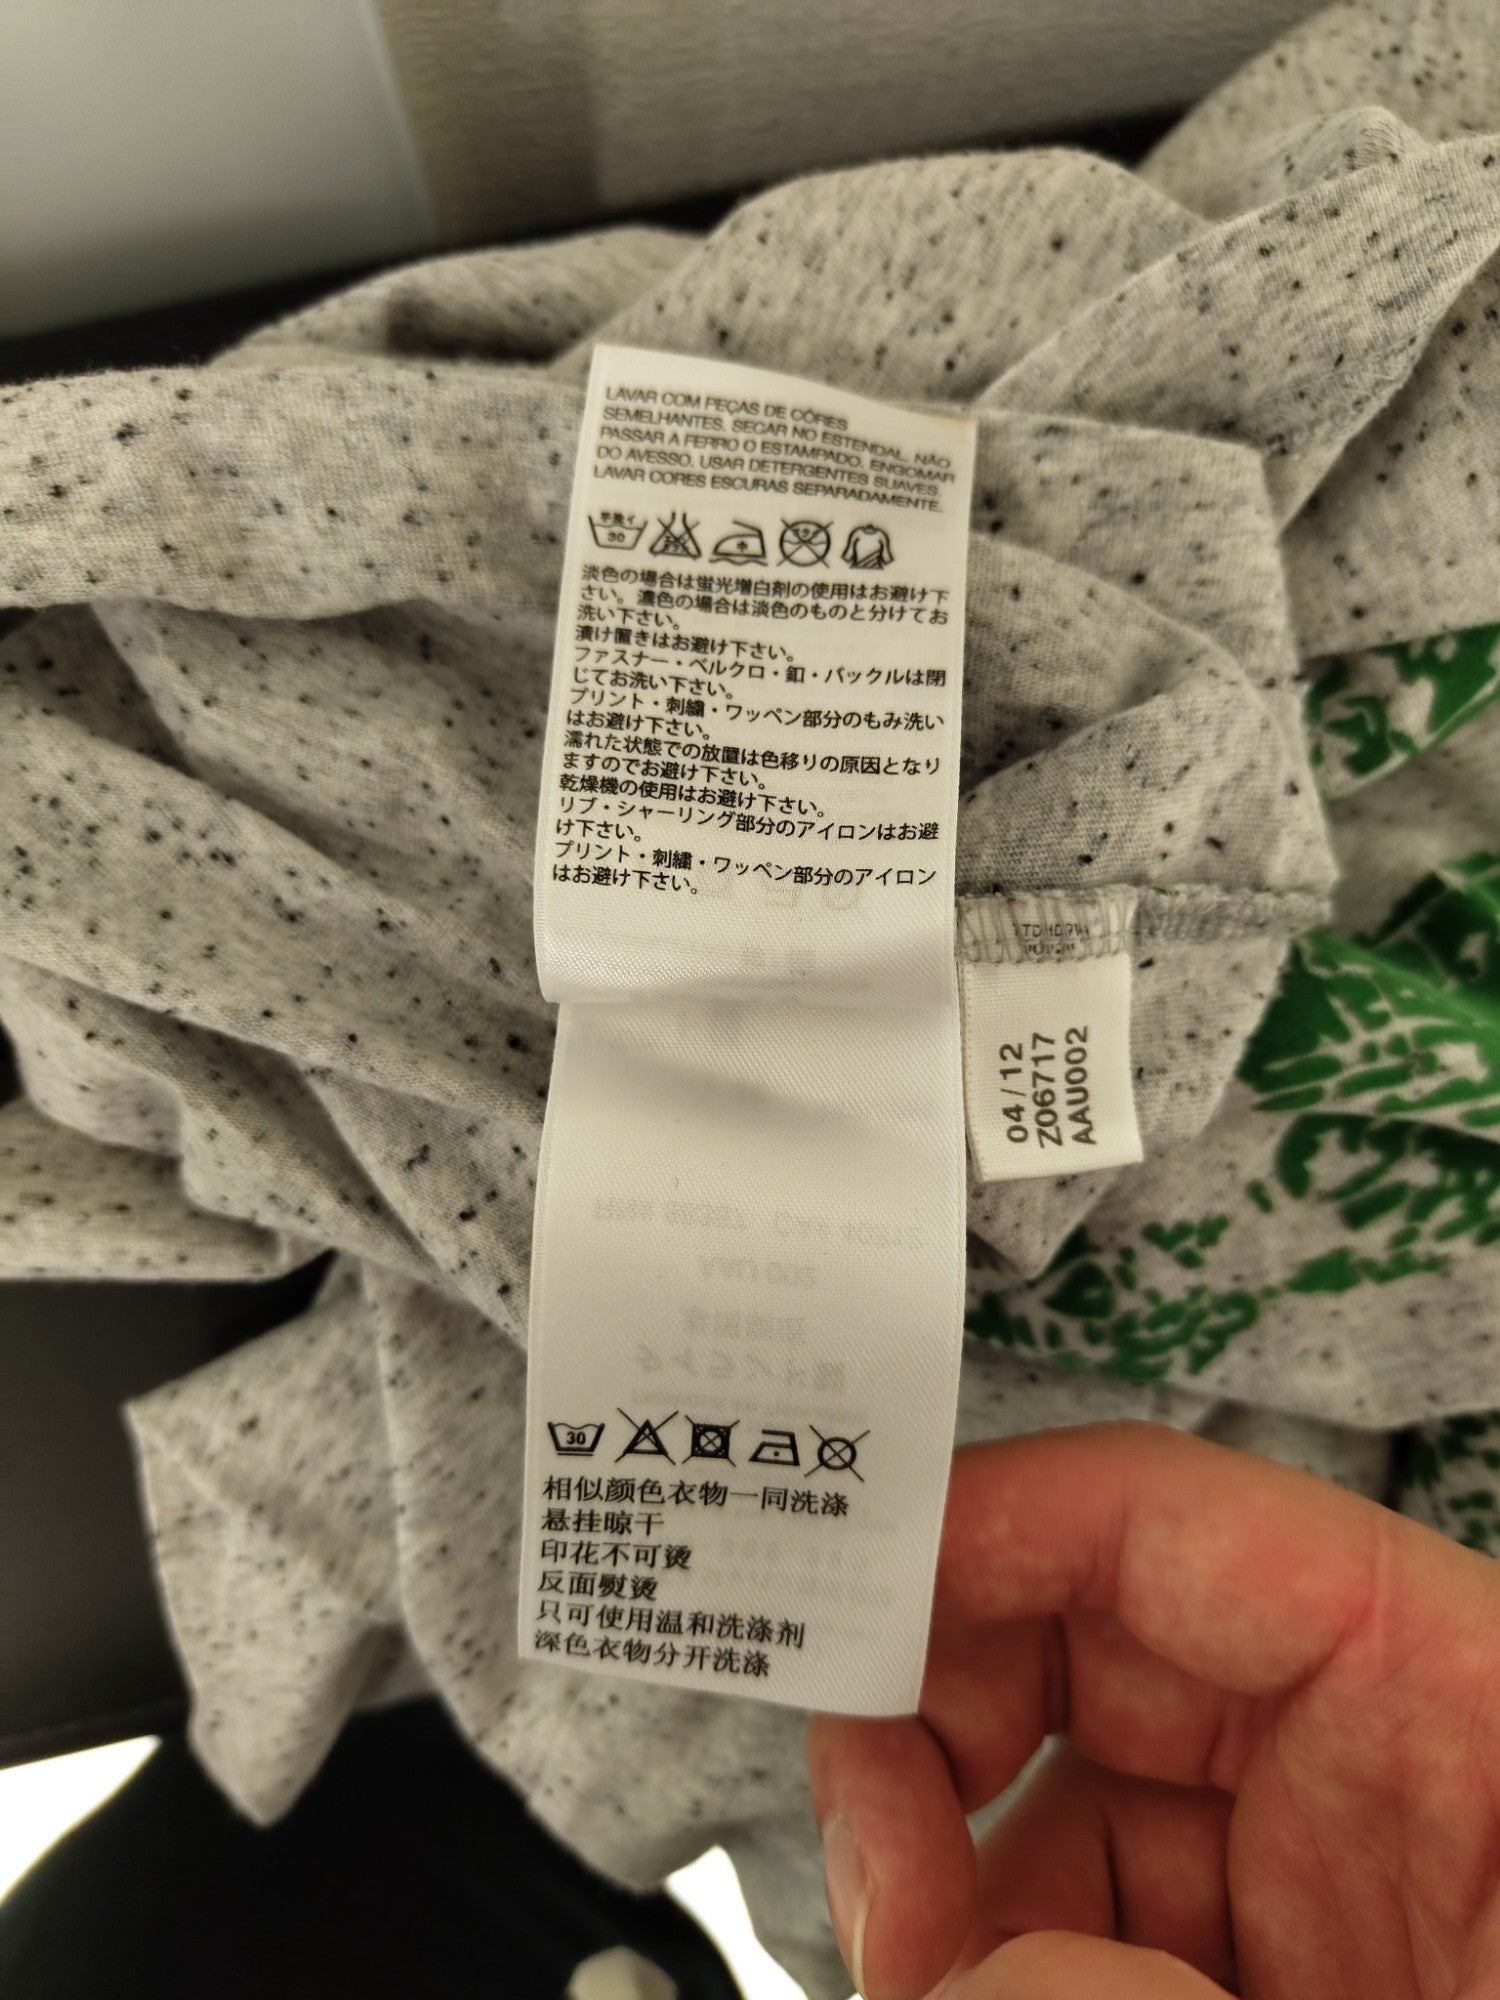 LAVAR COM PEÇAS DE CÔRES
SEMELHANTES. SECAR NO ESTENDAL. NÃO
PASSAR A FERRO O ESTAMPADO. ENGOMAR
DO AVESSO. USAR DETERGENTES SUAVES.
LAVAR CORES ESCURAS SEPARADAMENTE.
手洗イ
30
淡色の場合は蛍光増白剤の使用はお避け下
さい。濃色の場合は淡色のものと分けてお
洗い下さい。
漬け置きはお避け下さい。
ファスナー・ベルクロ・釦・バックルは閉
じてお洗い下さい。
プリント・刺繍・ワッペン部分のもみ洗い
はお避け下さい。
濡れた状態での放置は色移りの原因となり
ますのでお避け下さい。
乾燥機の使用はお避け下さい。
リブ・シャーリング部分のアイロンはお避
け下さい。
プリント・刺繍・ワッペン部分のアイロン
はお避け下さい。
04/12
Z06717
AAU002
30
相似颜色衣物一同洗涤
悬挂晾干
印花不可烫
反面熨烫
只可使用温和洗涤剂
深色衣物分开洗涤